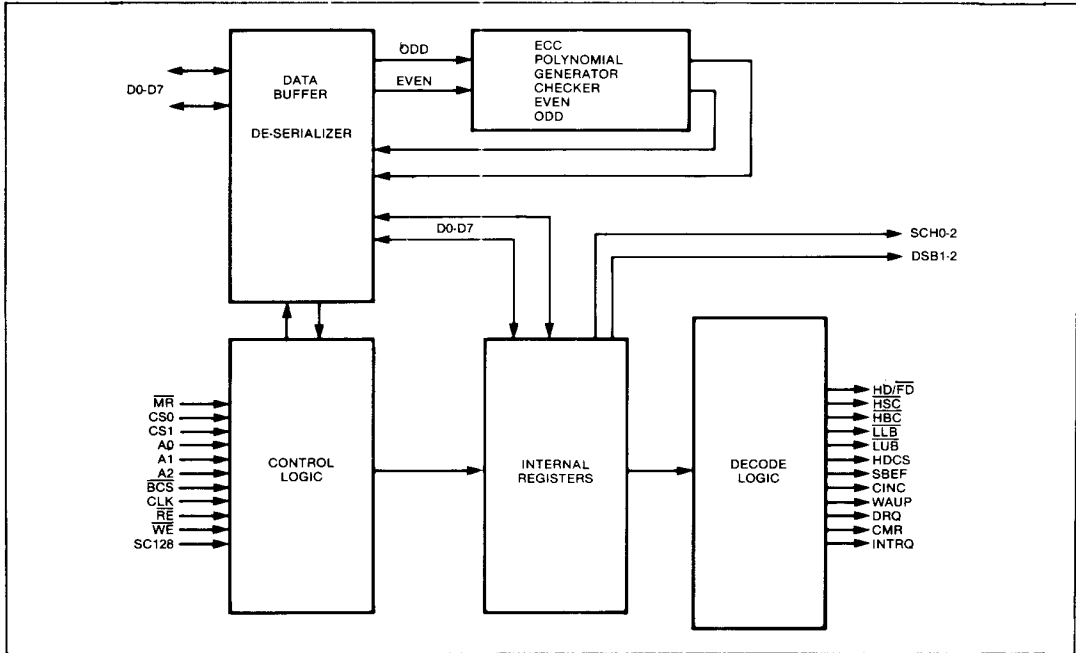 D0-D7
DATA
BUFFER
DE-SERIALIZER
ODD
EVEN
ECC
POLYNOMIAL
GENERATOR
CHECKER
EVEN
ODD
D0-D7
SCH0-2
DSB1-2
MR
CS0
CS1
A0
A1
A2
BCS
CLK
RE
WE
SC128
CONTROL
LOGIC
INTERNAL
REGISTERS
DECODE
LOGIC
HD/FD
HSC
HBC
LLB
LUB
HDCS
SBEF
CINC
WAUP
DRQ
CMR
INTRQ